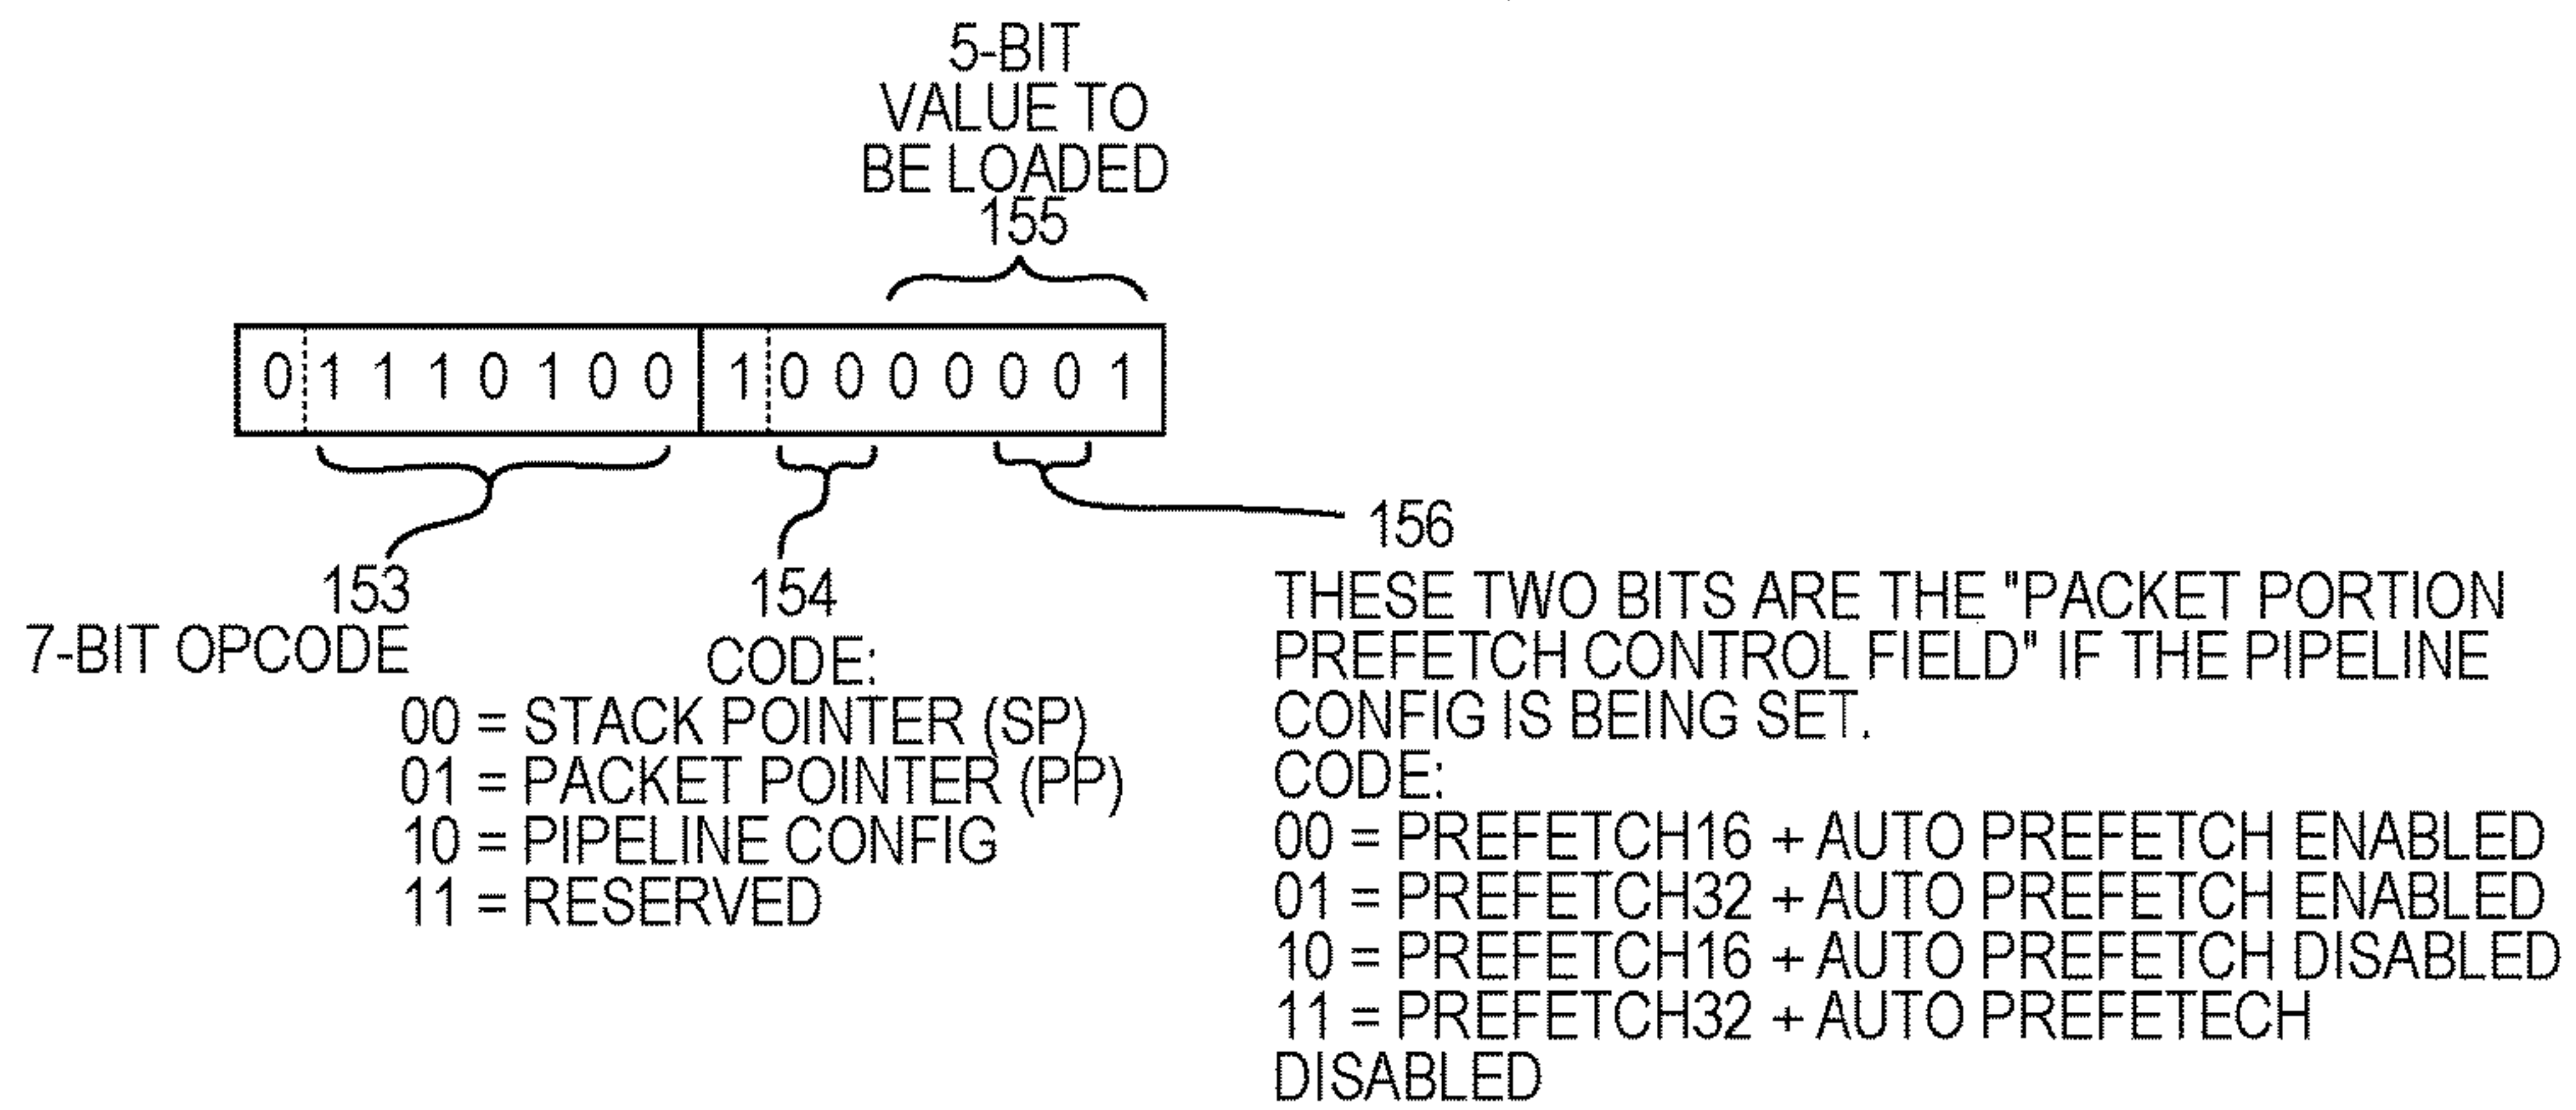 5-BIT
VALUE TO
BE LOADED
155
0 1 1 1 0 1 0 0 1 0 0 0 0 0 0 1
153
7-BIT OPCODE
154
CODE:
00 = STACK POINTER (SP)
01 = PACKET POINTER (PP)
10 = PIPELINE CONFIG
11 = RESERVED
156
THESE TWO BITS ARE THE "PACKET PORTION
PREFETCH CONTROL FIELD" IF THE PIPELINE
CONFIG IS BEING SET.
CODE:
00 = PREFETCH16 + AUTO PREFETCH ENABLED
01 = PREFETCH32 + AUTO PREFETCH ENABLED
10 = PREFETCH16 + AUTO PREFETCH DISABLED
11 = PREFETCH32 + AUTO PREFETECH
DISABLED